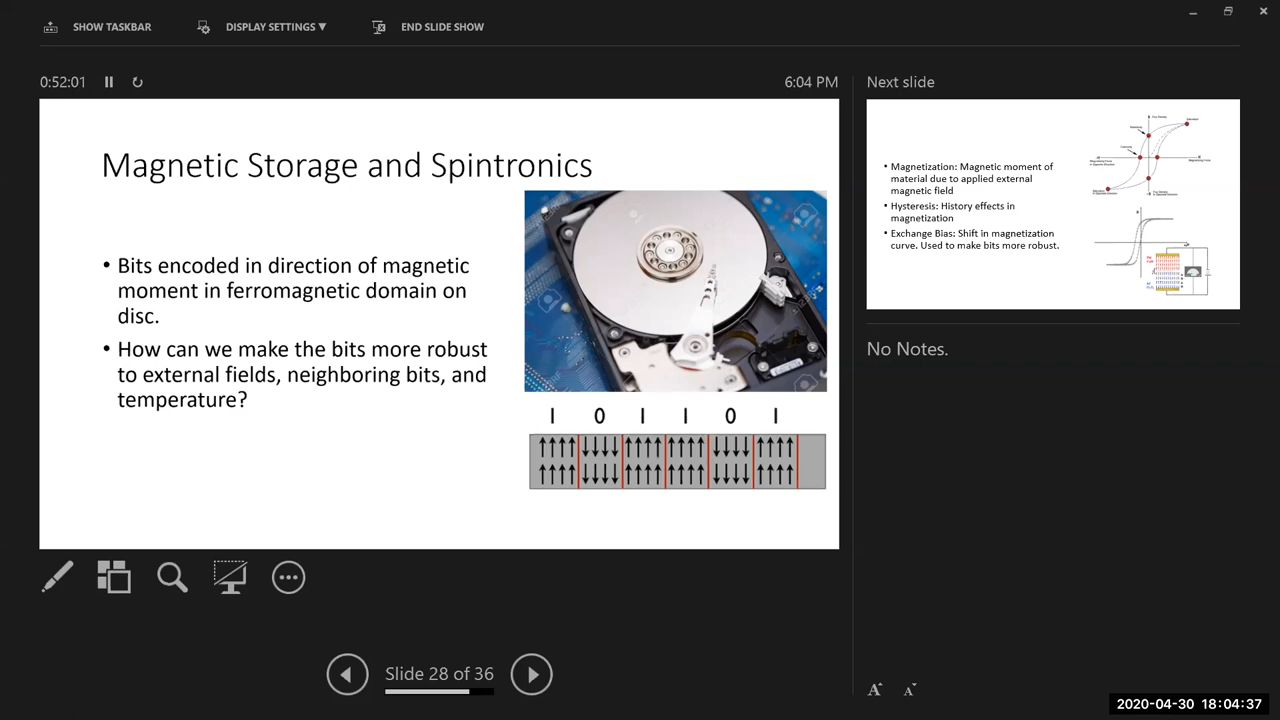 SHOW TASKBAR DISPLAY SETTINGS ▼ END SLIDE SHOW
0:52:01 6:04 PM
Magnetic Storage and Spintronics
• Bits encoded in direction of magnetic
moment in ferromagnetic domain on
disc.
• How can we make the bits more robust
to external fields, neighboring bits, and
temperature?
1 0 1 1 0 1
Slide 28 of 36
Next slide
• Magnetization: Magnetic moment of
material due to applied external
magnetic field
• Hysteresis: History effects in
magnetization
• Exchange Bias: Shift in magnetization
curve. Used to make bits more robust.
No Notes.
A A
2020-04-30 18:04:37